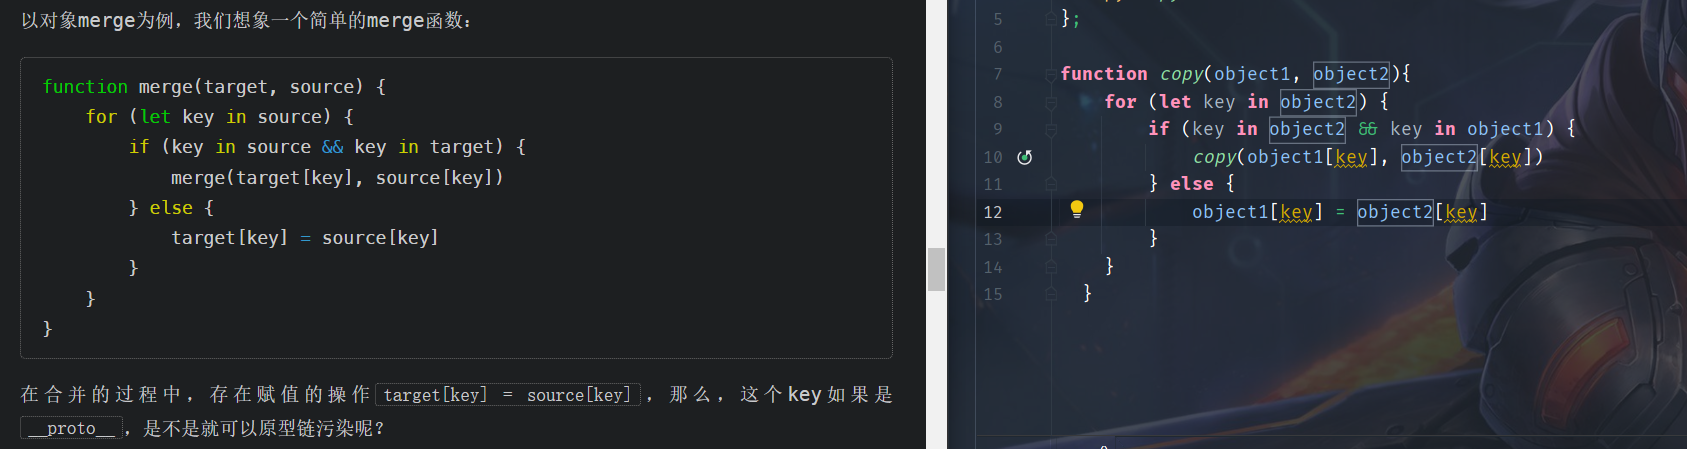 以对象merge为例，我们想象一个简单的merge函数：
function merge(target, source) {
    for (let key in source) {
        if (key in source && key in target) {
            merge(target[key], source[key])
        } else {
            target[key] = source[key]
        }
    }
}
在合并的过程中，存在赋值的操作 target[key] = source[key] ，那么，这个key如果是
__proto__ ，是不是就可以原型链污染呢？
5 };
6
7 function copy(object1, object2){
8     for (let key in object2) {
9         if (key in object2 && key in object1) {
10             copy(object1[key], object2[key])
11         } else {
12             object1[key] = object2[key]
13         }
14     }
15   }